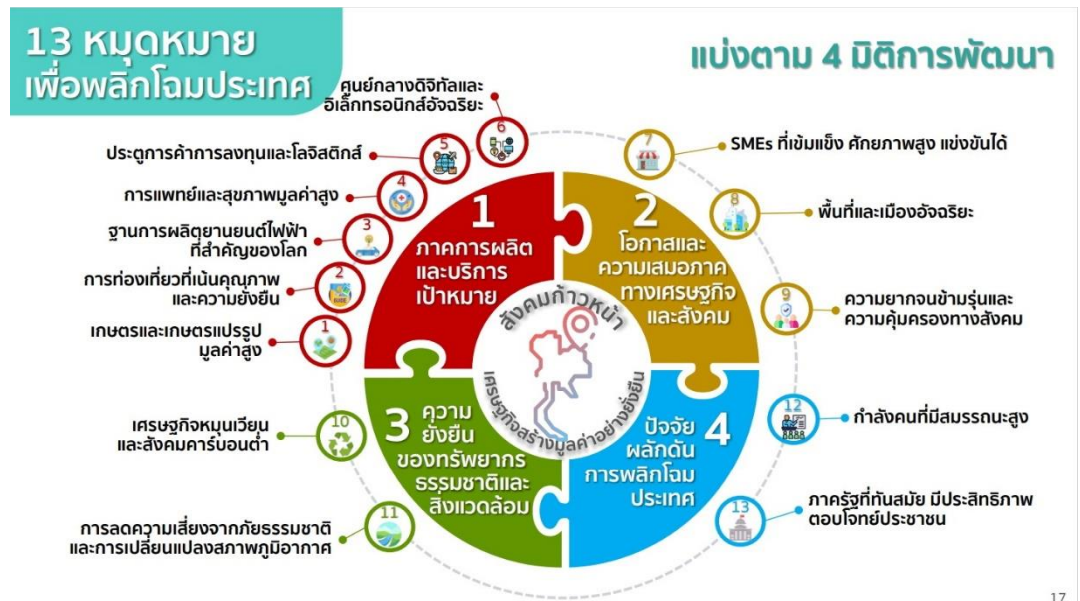 13 หมุดหมาย
เพื่อพลิกโฉมประเทศ
แบ่งตาม 4 มิติการพัฒนา
ศูนย์กลางดิจิทัลและ
อิเล็กทรอนิกส์อัจฉริยะ
6
ประตูการค้าการลงทุนและโลจิสติกส์
5
การแพทย์และสุขภาพมูลค่าสูง
4
ฐานการผลิตยานยนต์ไฟฟ้า
ที่สำคัญของโลก
3
การท่องเที่ยวที่เน้นคุณภาพ
และความยั่งยืน
2
เกษตรและเกษตรแปรรูป
มูลค่าสูง
1
1
ภาคการผลิต
และบริการ
เป้าหมาย
2
โอกาสและ
ความเสมอภาค
ทางเศรษฐกิจ
และสังคม
7
SMEs ที่เข้มแข็ง ศักยภาพสูง แข่งขันได้
8
พื้นที่และเมืองอัจฉริยะ
9
ความยากจนข้ามรุ่นและ
ความคุ้มครองทางสังคม
สังคมก้าวหน้า
เศรษฐกิจสร้างมูลค่าอย่างยั่งยืน
3
ความ
ยั่งยืน
ของทรัพยากร
ธรรมชาติและ
สิ่งแวดล้อม
10
เศรษฐกิจหมุนเวียน
และสังคมคาร์บอนต่ำ
11
การลดความเสี่ยงจากภัยธรรมชาติ
และการเปลี่ยนแปลงสภาพภูมิอากาศ
4
ปัจจัย
ผลักดัน
การพลิกโฉม
ประเทศ
12
กำลังคนที่มีสมรรถนะสูง
13
ภาครัฐที่ทันสมัย มีประสิทธิภาพ
ตอบโจทย์ประชาชน
17